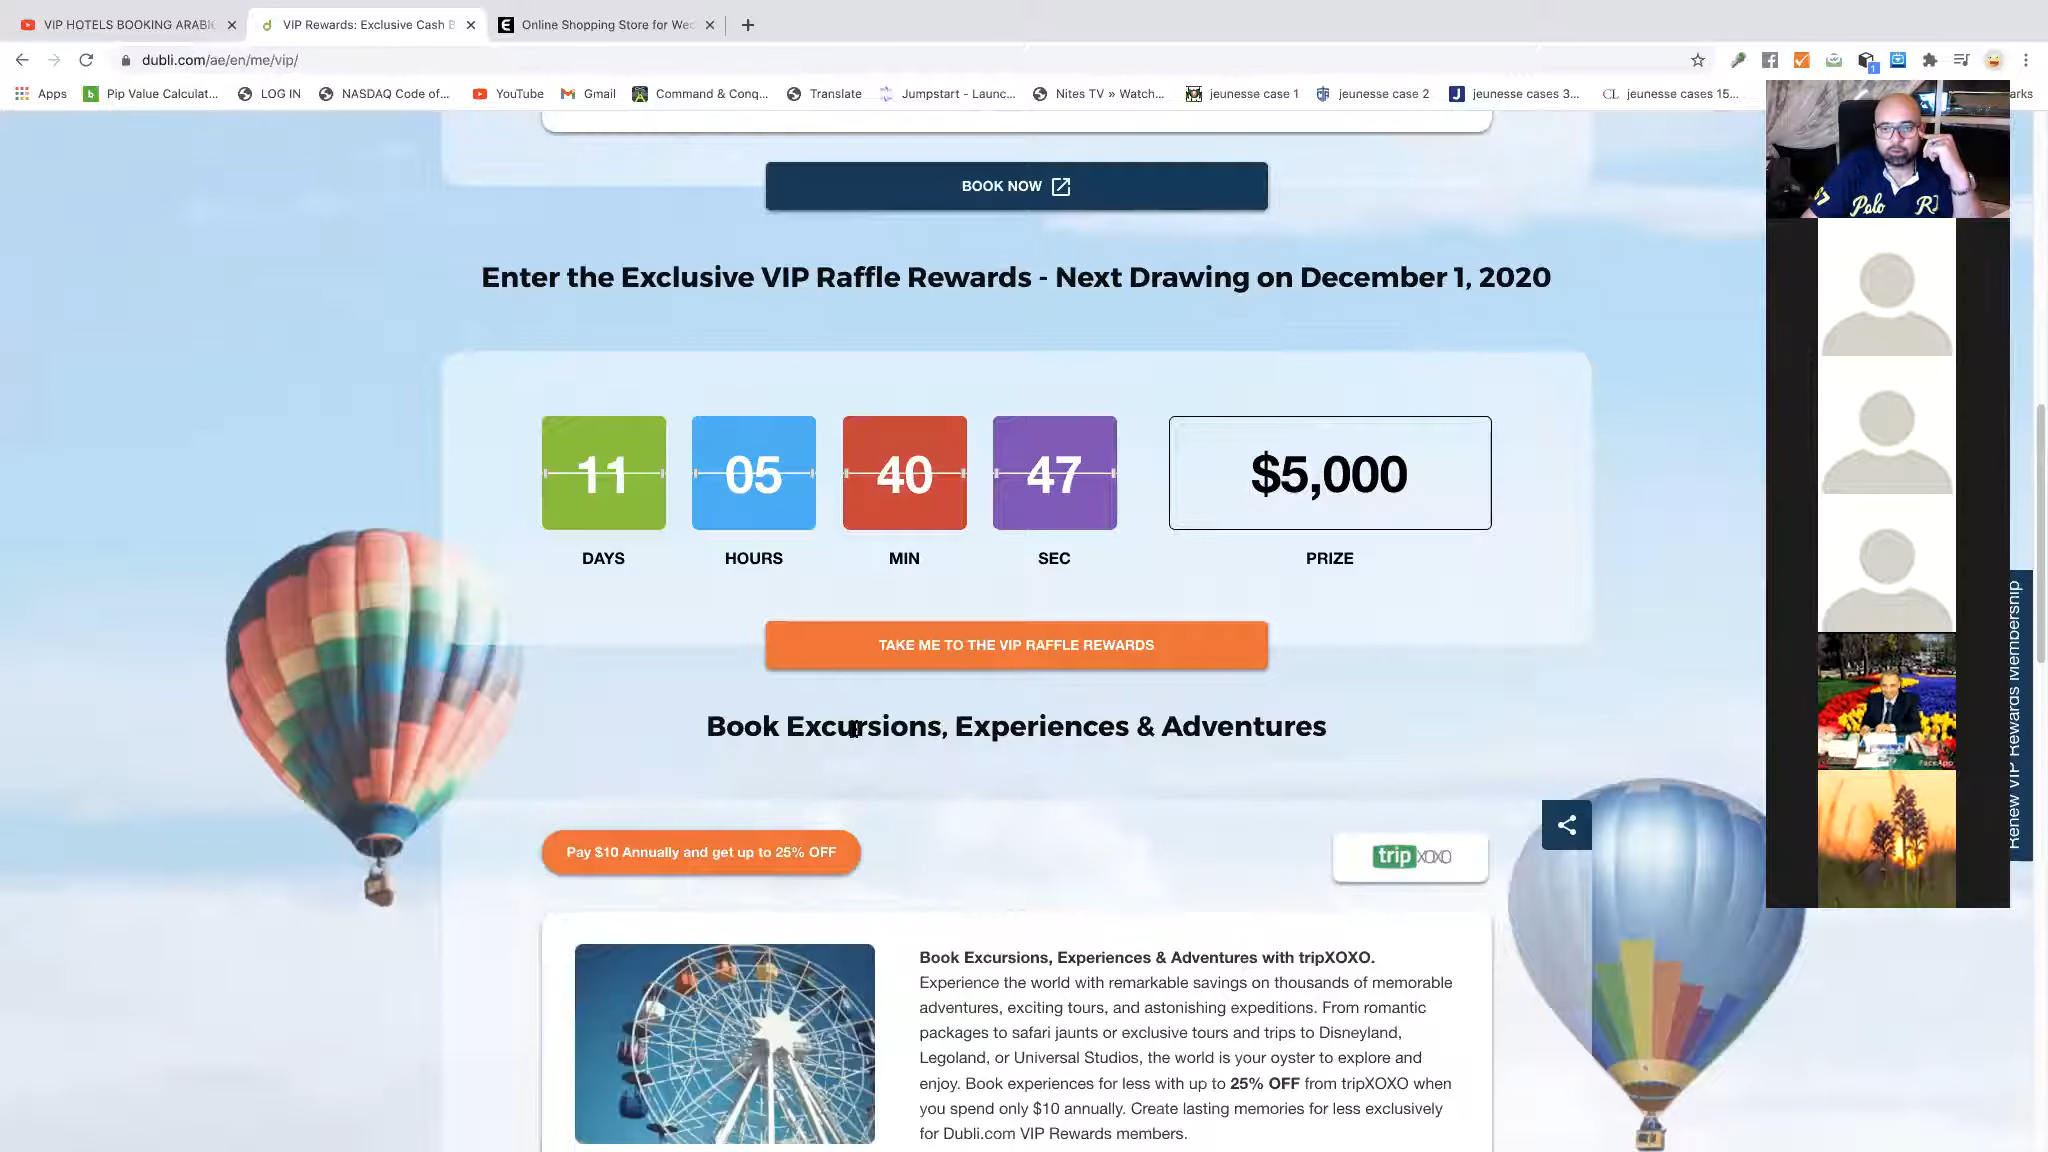 VIP HOTELS BOOKING ARABI
VIP Rewards: Exclusive Cash B
Online Shopping Store for Wed
dubli.com/ae/en/me/vip/
Apps
Pip Value Calculat...
LOG IN
NASDAQ Code of...
YouTube
Gmail
Command & Conq...
Translate
Jumpstart - Launc...
Nites TV » Watch...
jeunesse case 1
jeunesse case 2
jeunesse cases 3...
CL jeunesse cases 15...
arks
Polo
BOOK NOW
Enter the Exclusive VIP Raffle Rewards - Next Drawing on December 1, 2020
11 05 40 47 $5,000
DAYS HOURS MIN SEC PRIZE
TAKE ME TO THE VIP RAFFLE REWARDS
Renew VIP Rewards Membership
Book Excursions, Experiences & Adventures
FaceApp
Pay $10 Annually and get up to 25% OFF
tripXOXO
Book Excursions, Experiences & Adventures with tripXOXO.
Experience the world with remarkable savings on thousands of memorable
adventures, exciting tours, and astonishing expeditions. From romantic
packages to safari jaunts or exclusive tours and trips to Disneyland,
Legoland, or Universal Studios, the world is your oyster to explore and
enjoy. Book experiences for less with up to 25% OFF from tripXOXO when
you spend only $10 annually. Create lasting memories for less exclusively
for Dubli.com VIP Rewards members.